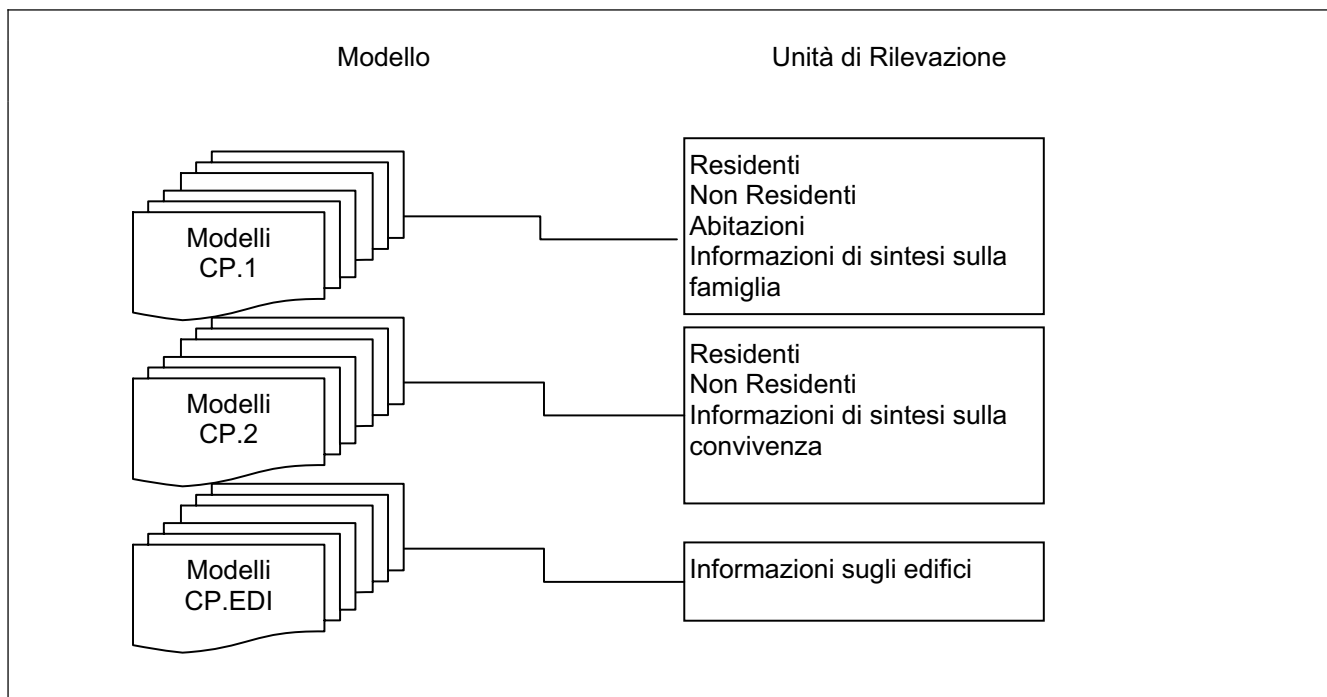 Modello
Unità di Rilevazione
Modelli
CP.1
Residenti
Non Residenti
Abitazioni
Informazioni di sintesi sulla
famiglia
Modelli
CP.2
Residenti
Non Residenti
Informazioni di sintesi sulla
convivenza
Modelli
CP.EDI
Informazioni sugli edifici